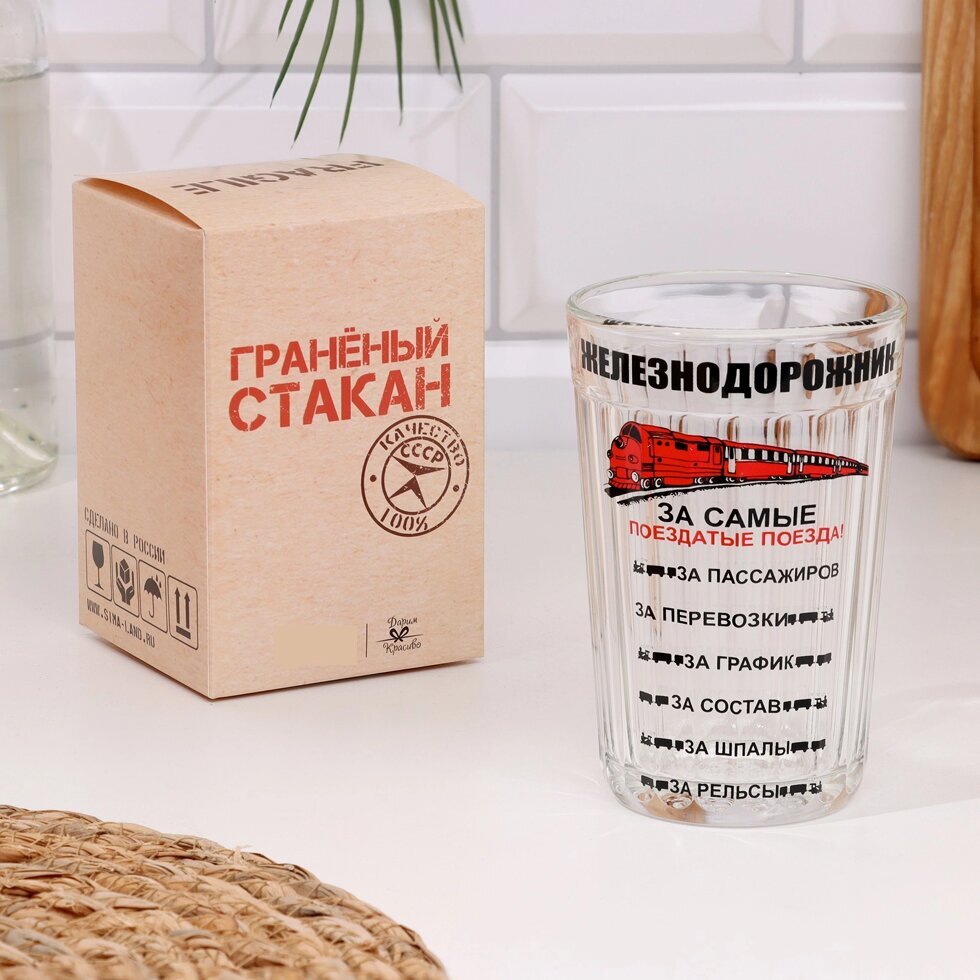 FRAGILE
ГРАНЁНЫЙ
СТАКАН
КАЧЕСТВО
СССР
100%
СДЕЛАНО В РОССИИ
WWW.SIMA-LAND.RU
Дарим
Красиво
ЖЕЛЕЗНОДОРОЖНИК
ЗА САМЫЕ
ПОЕЗДАТЫЕ ПОЕЗДА!
ЗА ПАССАЖИРОВ
ЗА ПЕРЕВОЗКИ
ЗА ГРАФИК
ЗА СОСТАВ
ЗА ШПАЛЫ
ЗА РЕЛЬСЫ